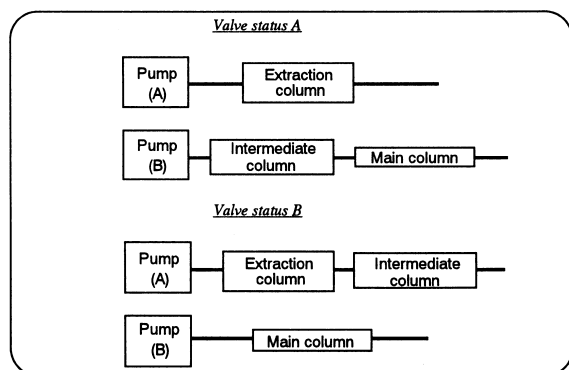 Valve status A
Pump
(A)
Extraction
column
Pump
(B)
Intermediate
column
Main column
Valve status B
Pump
(A)
Extraction
column
Intermediate
column
Pump
(B)
Main column